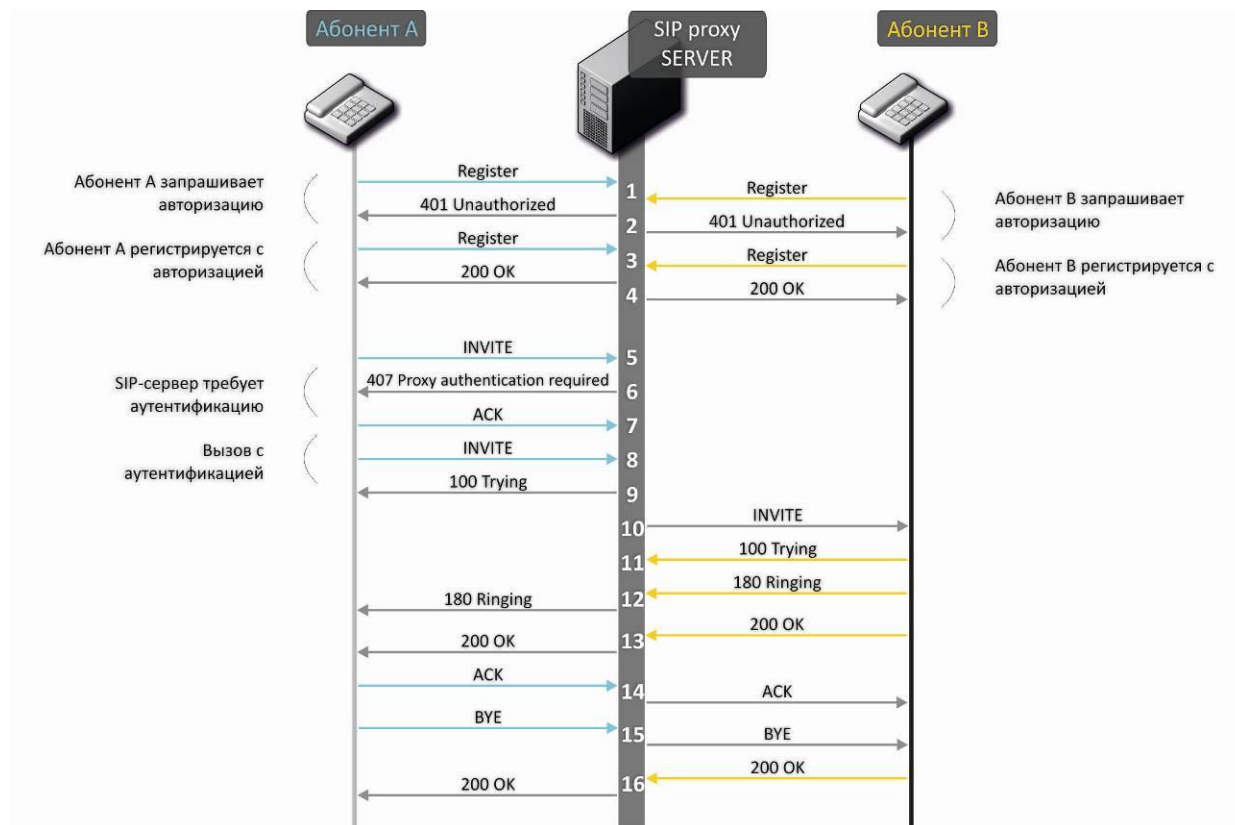 Абонент A
SIP proxy
SERVER
Абонент B
Абонент A запрашивает
авторизацию
Register
1
Register
401 Unauthorized
2
401 Unauthorized
Абонент B запрашивает
авторизацию
Абонент A регистрируется с
авторизацией
Register
3
Register
200 OK
4
200 OK
Абонент B регистрируется с
авторизацией
INVITE
5
SIP-сервер требует
аутентификацию
407 Proxy authentication required
6
ACK
7
Вызов с
аутентификацией
INVITE
8
100 Trying
9
10
INVITE
11
100 Trying
180 Ringing
12
180 Ringing
200 OK
13
200 OK
ACK
14
ACK
BYE
15
BYE
200 OK
16
200 OK